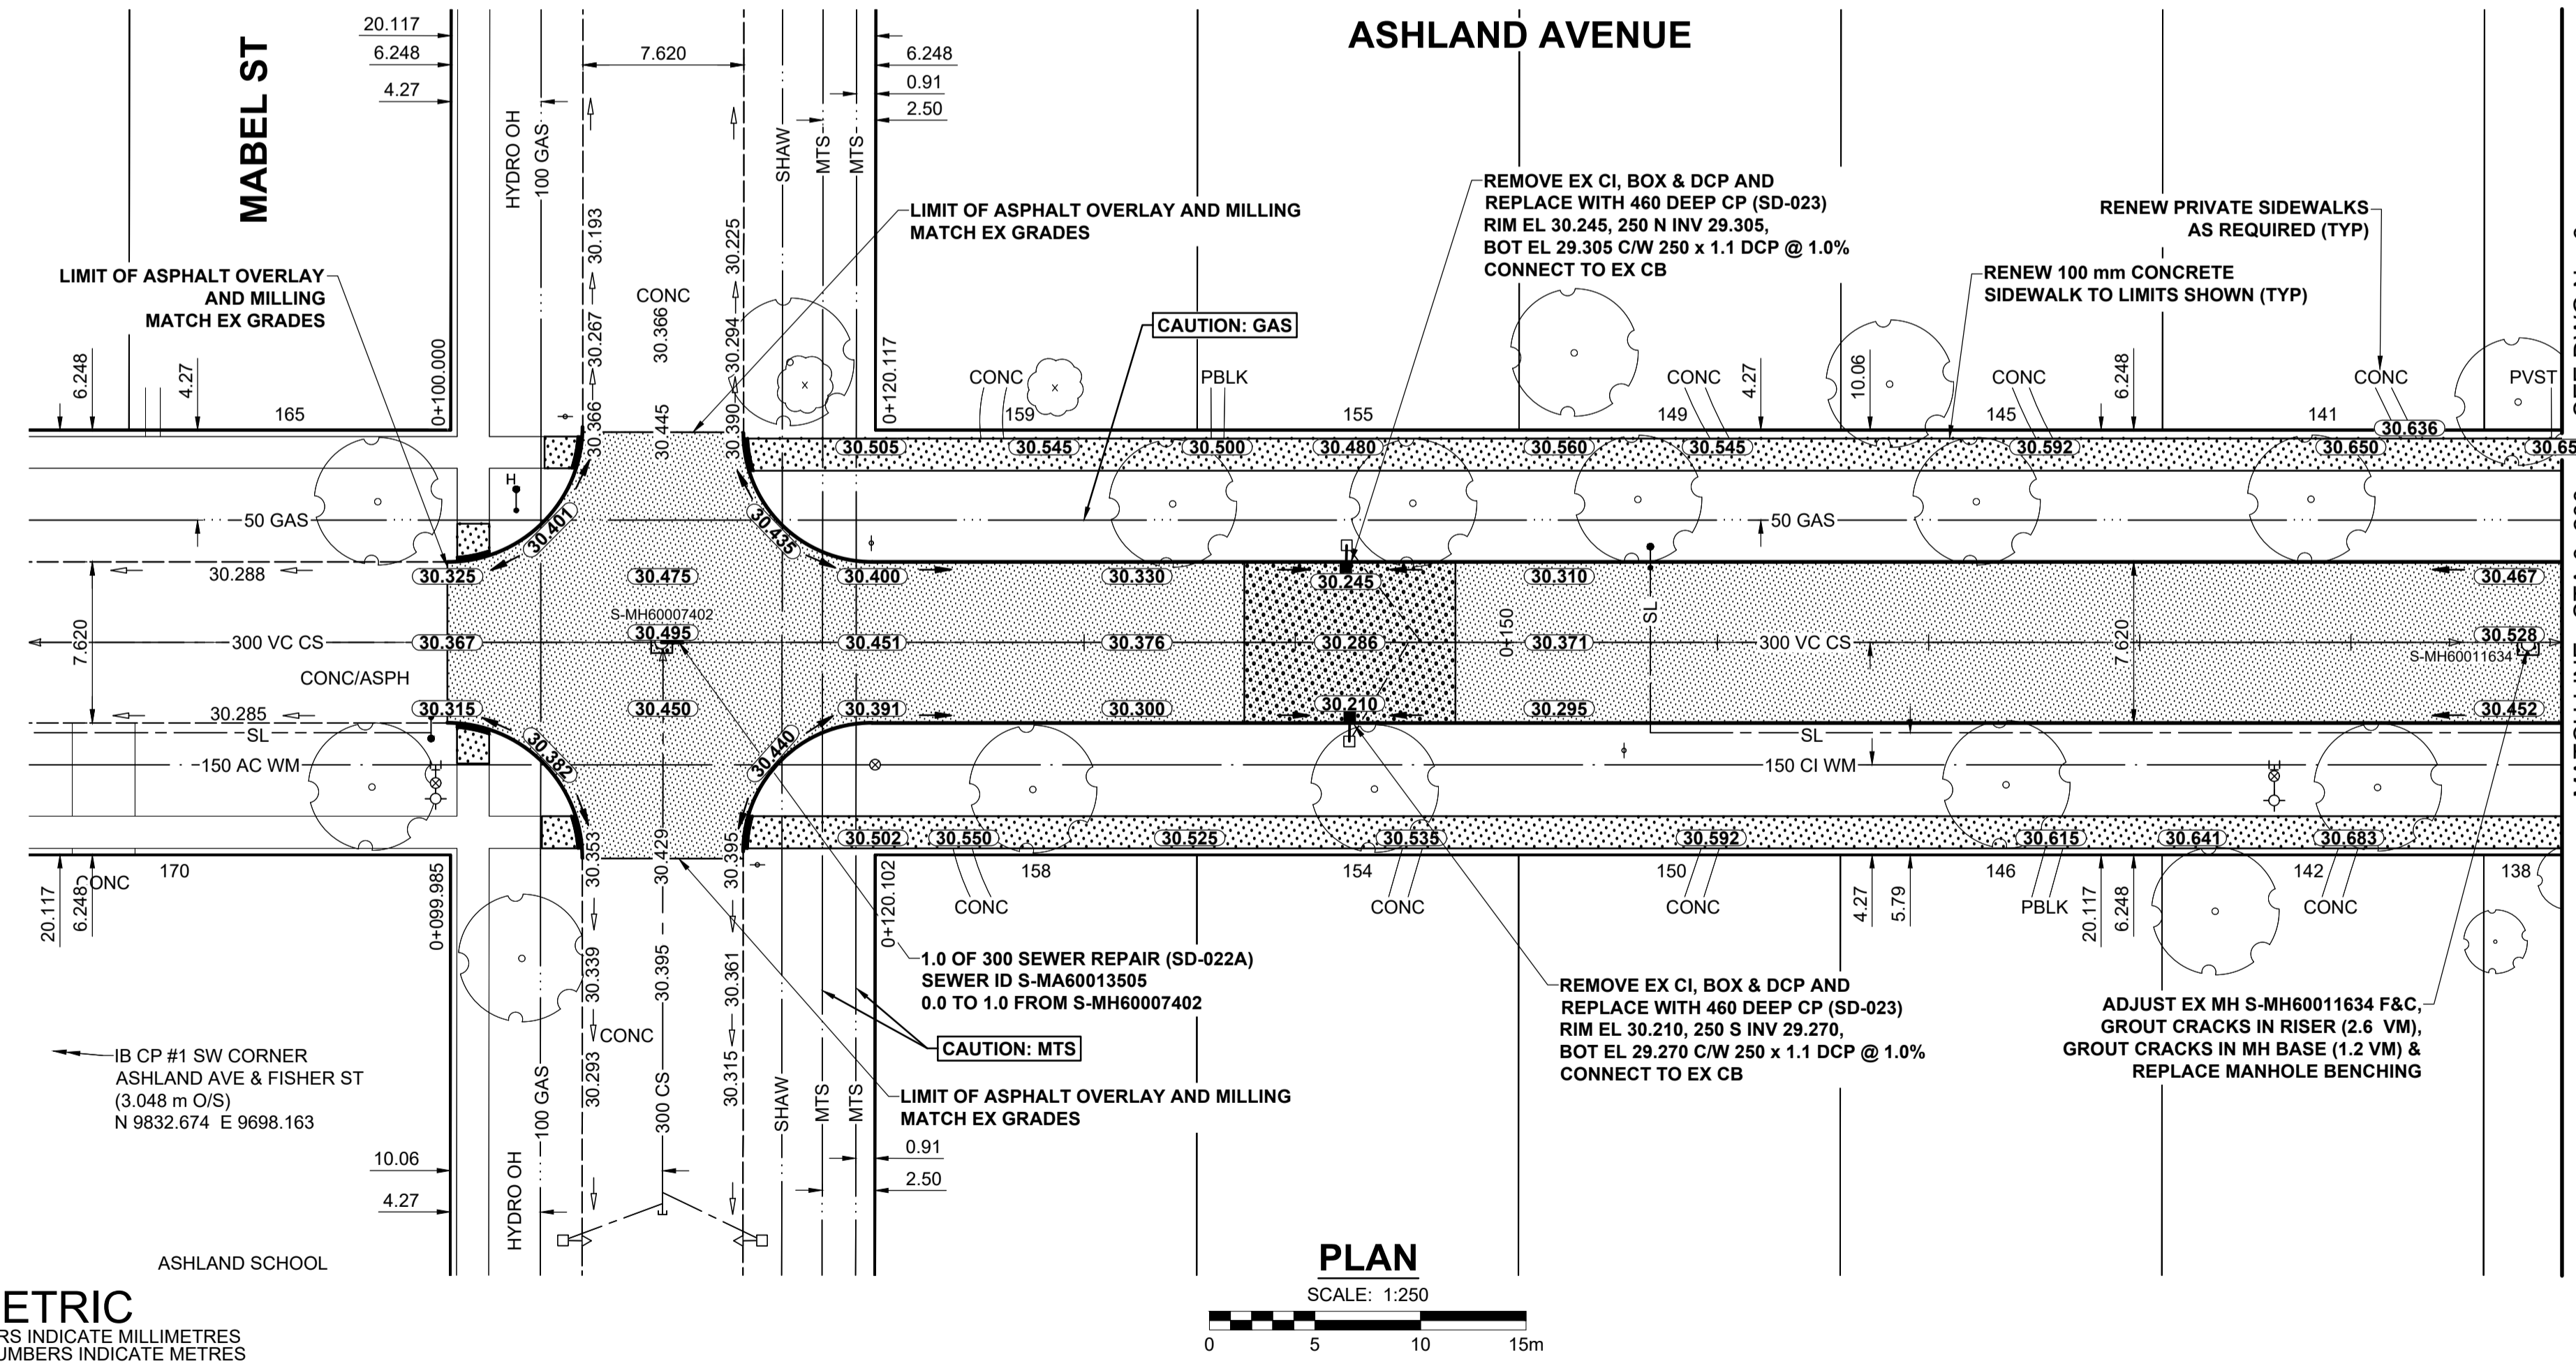 ASHLAND AVENUE
MABEL ST
20.117
6.248
4.27
7.620
6.248
0.91
2.50
HYDRO OH
100 GAS
SHAW
MTS
MTS
LIMIT OF ASPHALT OVERLAY AND MILLING
MATCH EX GRADES
REMOVE EX CI, BOX & DCP AND
REPLACE WITH 460 DEEP CP (SD-023)
RIM EL 30.245, 250 N INV 29.305,
BOT EL 29.305 C/W 250 x 1.1 DCP @ 1.0%
CONNECT TO EX CB
RENEW PRIVATE SIDEWALKS
AS REQUIRED (TYP)
RENEW 100 mm CONCRETE
SIDEWALK TO LIMITS SHOWN (TYP)
LIMIT OF ASPHALT OVERLAY
AND MILLING
MATCH EX GRADES
CAUTION: GAS
30.193
30.267
30.366
CONC
30.366
30.445
30.225
30.294
30.390
6.248
4.27
0+100.000
0+120.117
4.27
10.06
6.248
165
CONC
159
PBLK
155
CONC
149
CONC
145
CONC
141
PVST
30.636
30.505
30.545
30.500
30.480
30.560
30.545
30.592
30.650
30.65
H
50 GAS
50 GAS
30.401
30.435
30.288
30.325
30.475
30.400
30.330
30.245
30.310
30.467
S-MH60007402
30.495
7.620
300 VC CS
30.367
30.451
30.376
30.286
0+150
30.371
SL
300 VC CS
7.620
30.528
S-MH60011634
CONC/ASPH
30.285
30.315
30.450
30.391
30.300
30.210
30.295
30.452
SL
SL
30.382
30.440
150 AC WM
150 CI WM
30.502
30.550
30.525
30.535
30.592
30.615
30.641
30.683
30.353
30.429
30.395
170
CONC
20.117
6.248
0+099.985
0+120.102
158
CONC
154
CONC
150
CONC
4.27
5.79
146
PBLK
20.117
6.248
142
CONC
138
30.339
30.293
30.395
30.361
30.315
CONC
1.0 OF 300 SEWER REPAIR (SD-022A)
SEWER ID S-MA60013505
0.0 TO 1.0 FROM S-MH60007402
CAUTION: MTS
REMOVE EX CI, BOX & DCP AND
REPLACE WITH 460 DEEP CP (SD-023)
RIM EL 30.210, 250 S INV 29.270,
BOT EL 29.270 C/W 250 x 1.1 DCP @ 1.0%
CONNECT TO EX CB
ADJUST EX MH S-MH60011634 F&C,
GROUT CRACKS IN RISER (2.6 VM),
GROUT CRACKS IN MH BASE (1.2 VM) &
REPLACE MANHOLE BENCHING
IB CP #1 SW CORNER
ASHLAND AVE & FISHER ST
(3.048 m O/S)
N 9832.674 E 9698.163
LIMIT OF ASPHALT OVERLAY AND MILLING
MATCH EX GRADES
100 GAS
300 CS
SHAW
MTS
MTS
HYDRO OH
10.06
4.27
0.91
2.50
ASHLAND SCHOOL
PLAN
SCALE: 1:250
0 5 10 15m
ETRIC
RS INDICATE MILLIMETRES
UMBERS INDICATE METRES